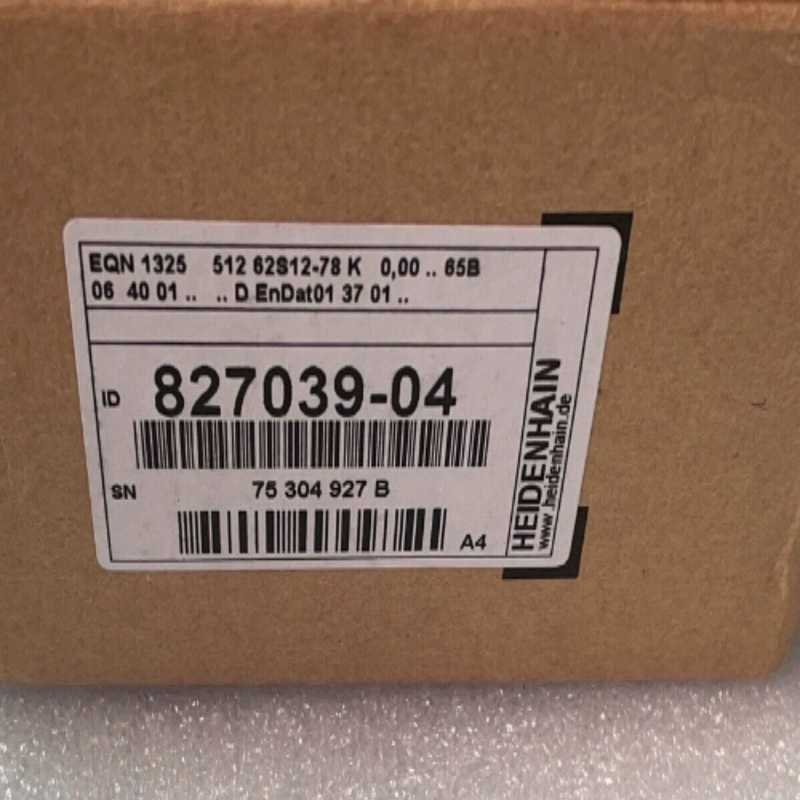 EQN 1325 512 62S12-78 K 0,00 .. 65B
06 40 01 .. .. D EnDat01 37 01 ..
ID 827039-04
SN 75 304 927 B
A4
HEIDENHAIN
www.heidenhain.de